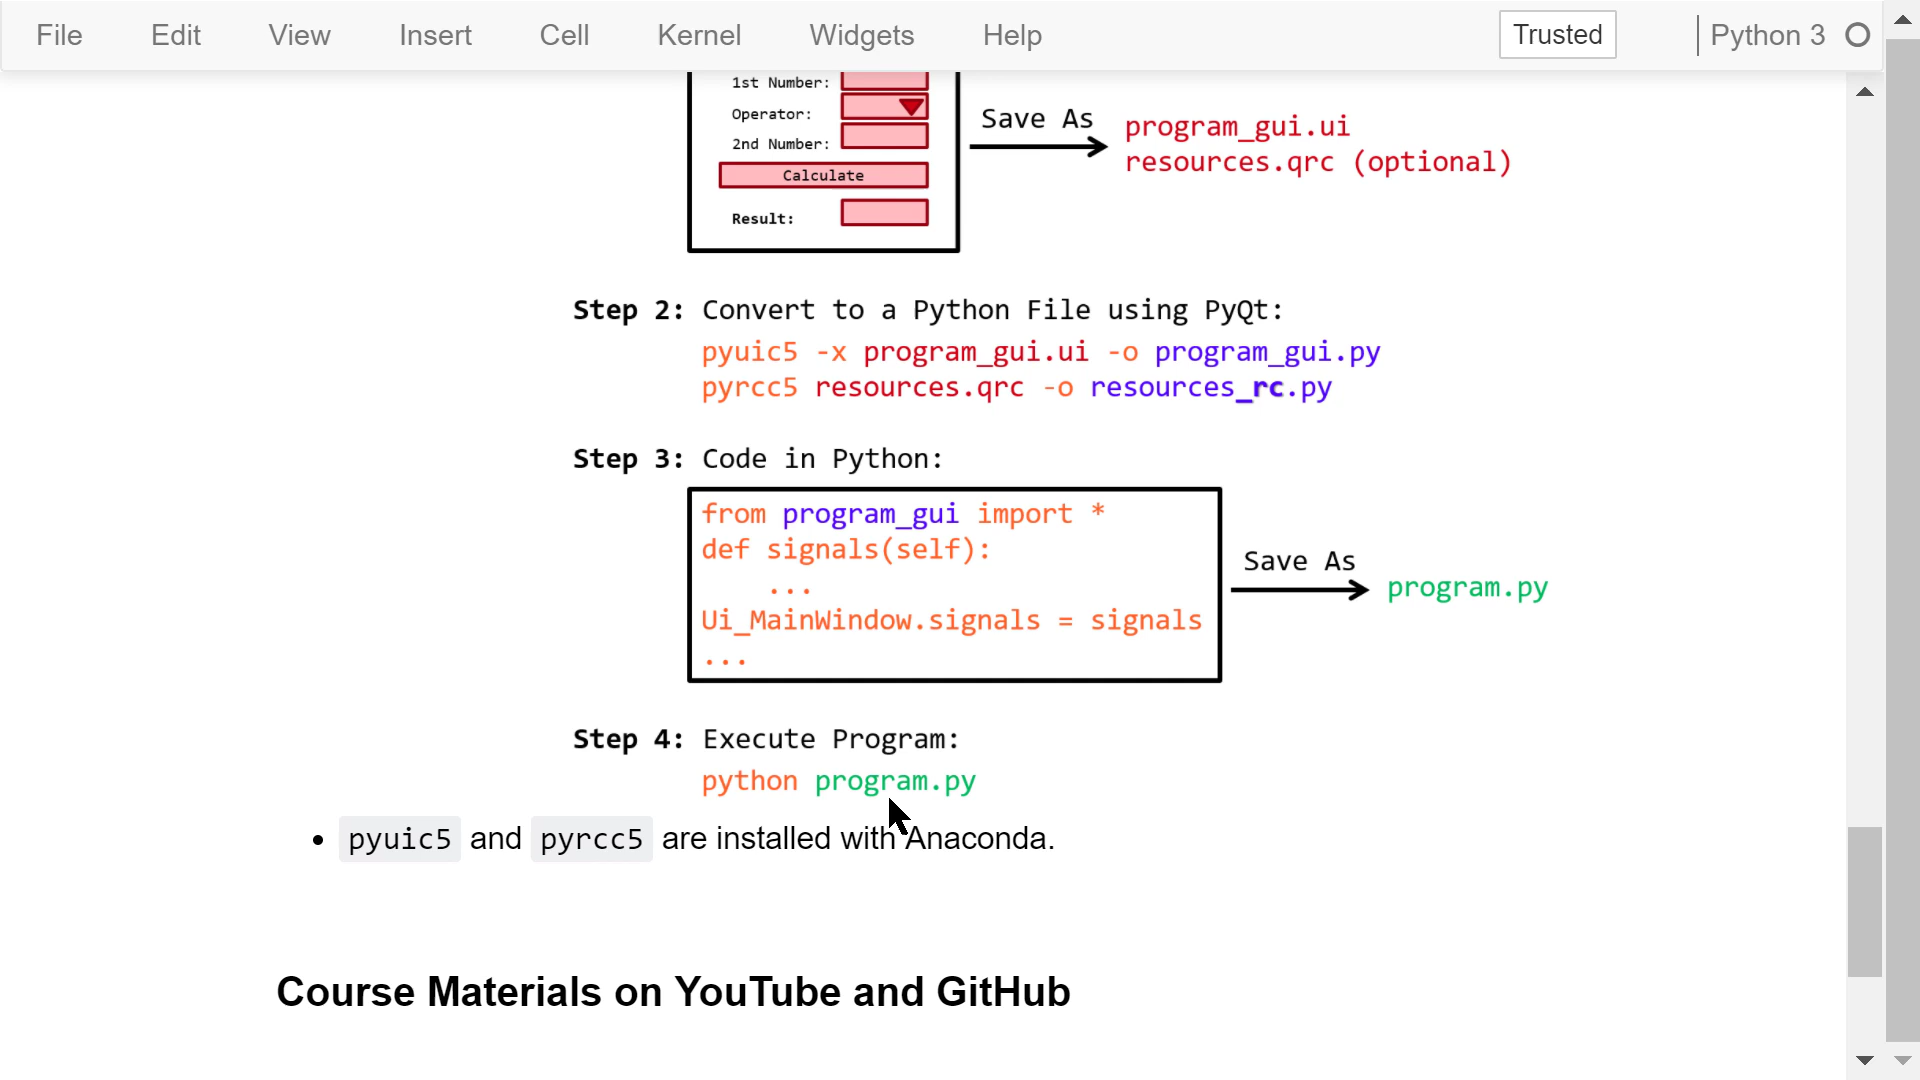 File Edit View Insert Cell Kernel Widgets Help Trusted Python 3
1st Number:
Operator:
2nd Number:
Calculate
Result:
Save As
program_gui.ui
resources.qrc (optional)
Step 2: Convert to a Python File using PyQt:
pyuic5 -x program_gui.ui -o program_gui.py
pyrcc5 resources.qrc -o resources_rc.py
Step 3: Code in Python:
from program_gui import *
def signals(self):
...
Ui_MainWindow.signals = signals
...
Save As
program.py
Step 4: Execute Program:
python program.py
• pyuic5 and pyrcc5 are installed with Anaconda.
Course Materials on YouTube and GitHub